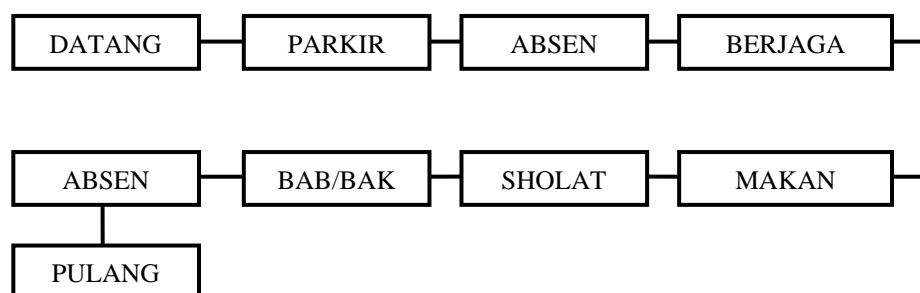 DATANG PARKIR ABSEN BERJAGA
ABSEN BAB/BAK SHOLAT MAKAN
PULANG